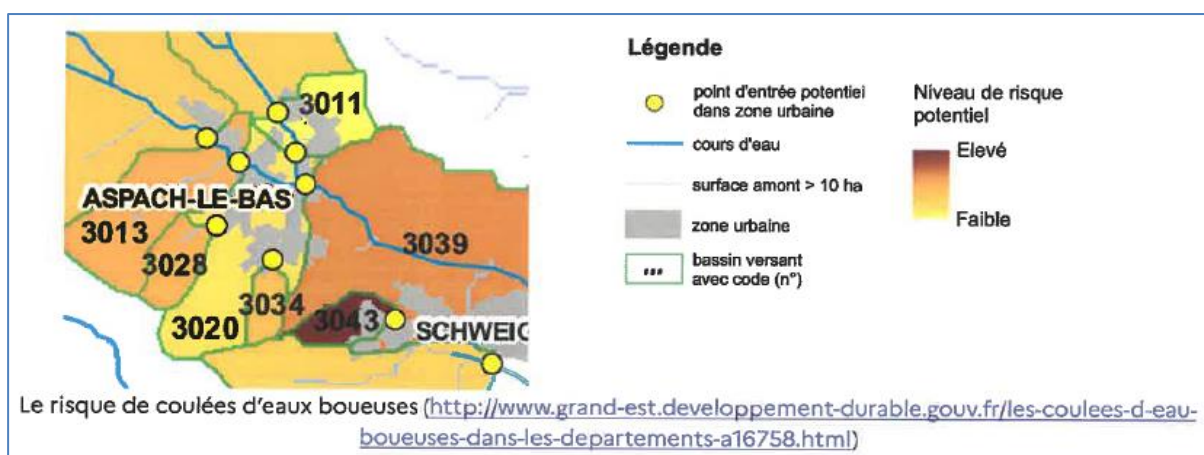 3011
ASPACH-LE-BAS
3013
3028
3039
3034
3020
3043
SCHWEIG
Légende
point d'entrée potentiel
dans zone urbaine
cours d'eau
surface amont > 10 ha
zone urbaine
bassin versant
avec code (n°)
Niveau de risque
potentiel
Elevé
Faible
Le risque de coulées d'eaux boueuses (http://www.grand-est.developpement-durable.gouv.fr/les-coulees-d-eau-
boueuses-dans-les-departements-a16758.html)